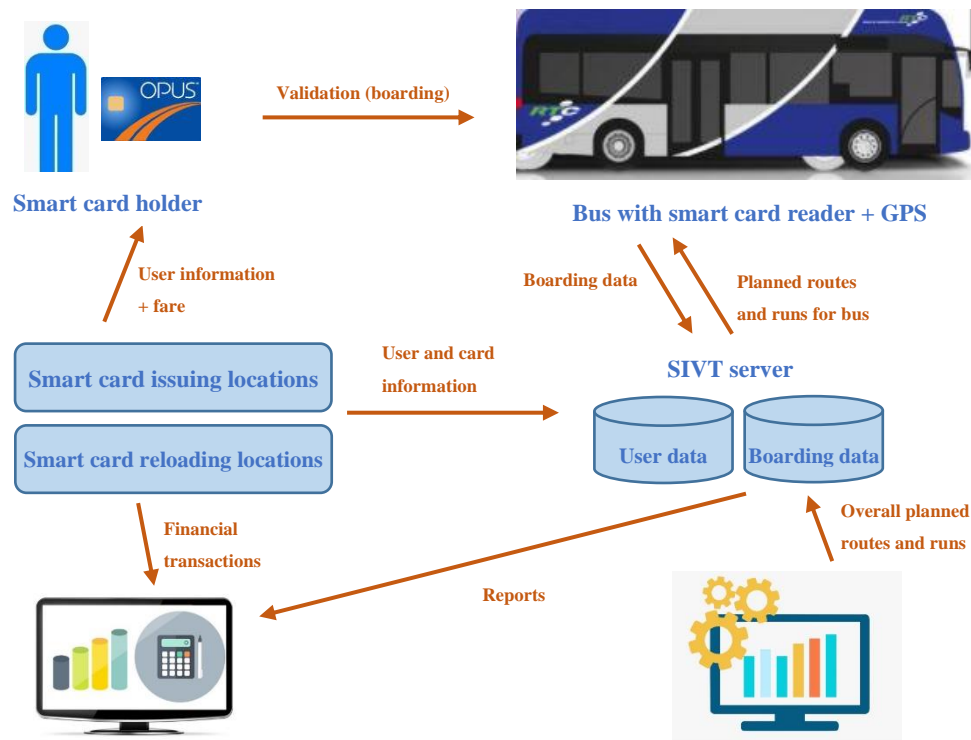 OPUS
RTC
RTC
Validation (boarding)
Smart card holder
Bus with smart card reader + GPS
User information
+ fare
Boarding data
Planned routes
and runs for bus
User and card
information
SIVT server
Smart card issuing locations
Smart card reloading locations
User data
Boarding data
Financial
transactions
Overall planned
routes and runs
Reports